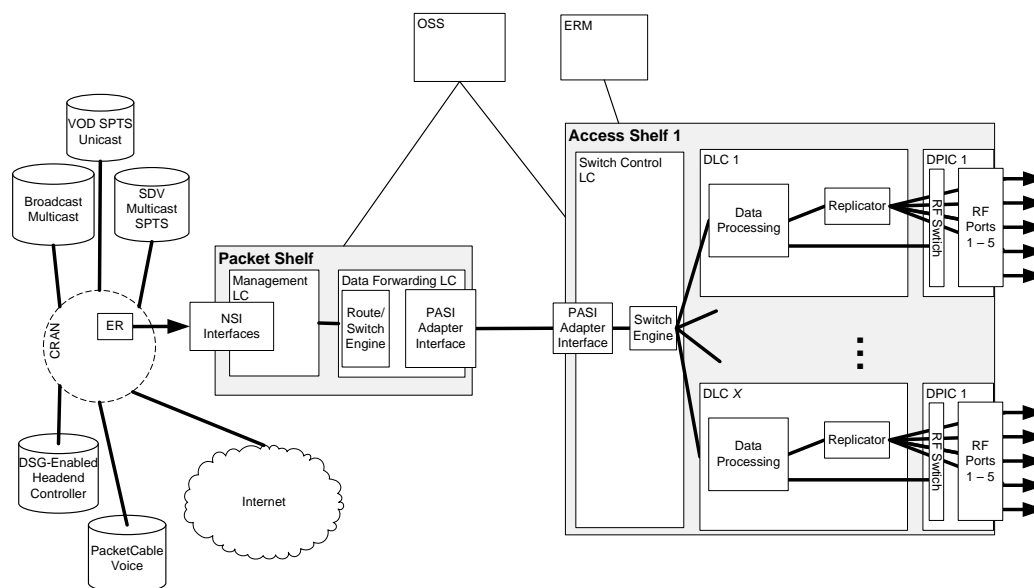 OSS
ERM
VOD SPTS
Unicast
Broadcast
Multicast
SDV
Multicast
SPTS
CRAN
ER
DSG-Enabled
Headend
Controller
PacketCable
Voice
Internet
Packet Shelf
Management
LC
NSI
Interfaces
Data Forwarding LC
Route/
Switch
Engine
PASI
Adapter
Interface
Access Shelf 1
Switch Control
LC
PASI
Adapter
Interface
Switch
Engine
DLC 1
Data
Processing
Replicator
DPIC 1
RF Swtich
RF
Ports
1 – 5
DLC X
Data
Processing
Replicator
DPIC 1
RF Swtich
RF
Ports
1 – 5